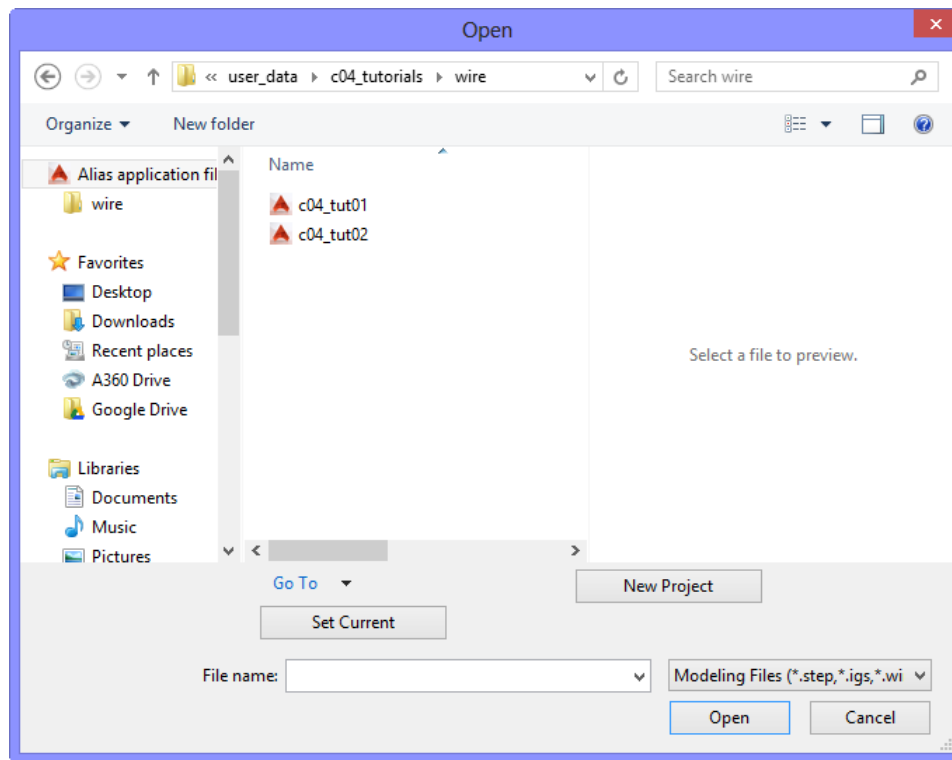 Open
« user_data c04_tutorials wire
Search wire
Organize
New folder
Alias application fil
wire
Favorites
Desktop
Downloads
Recent places
A360 Drive
Google Drive
Libraries
Documents
Music
Pictures
Name
c04_tut01
c04_tut02
Select a file to preview.
Go To
New Project
Set Current
File name:
Modeling Files (*.step,*.igs,*.wi
Open
Cancel